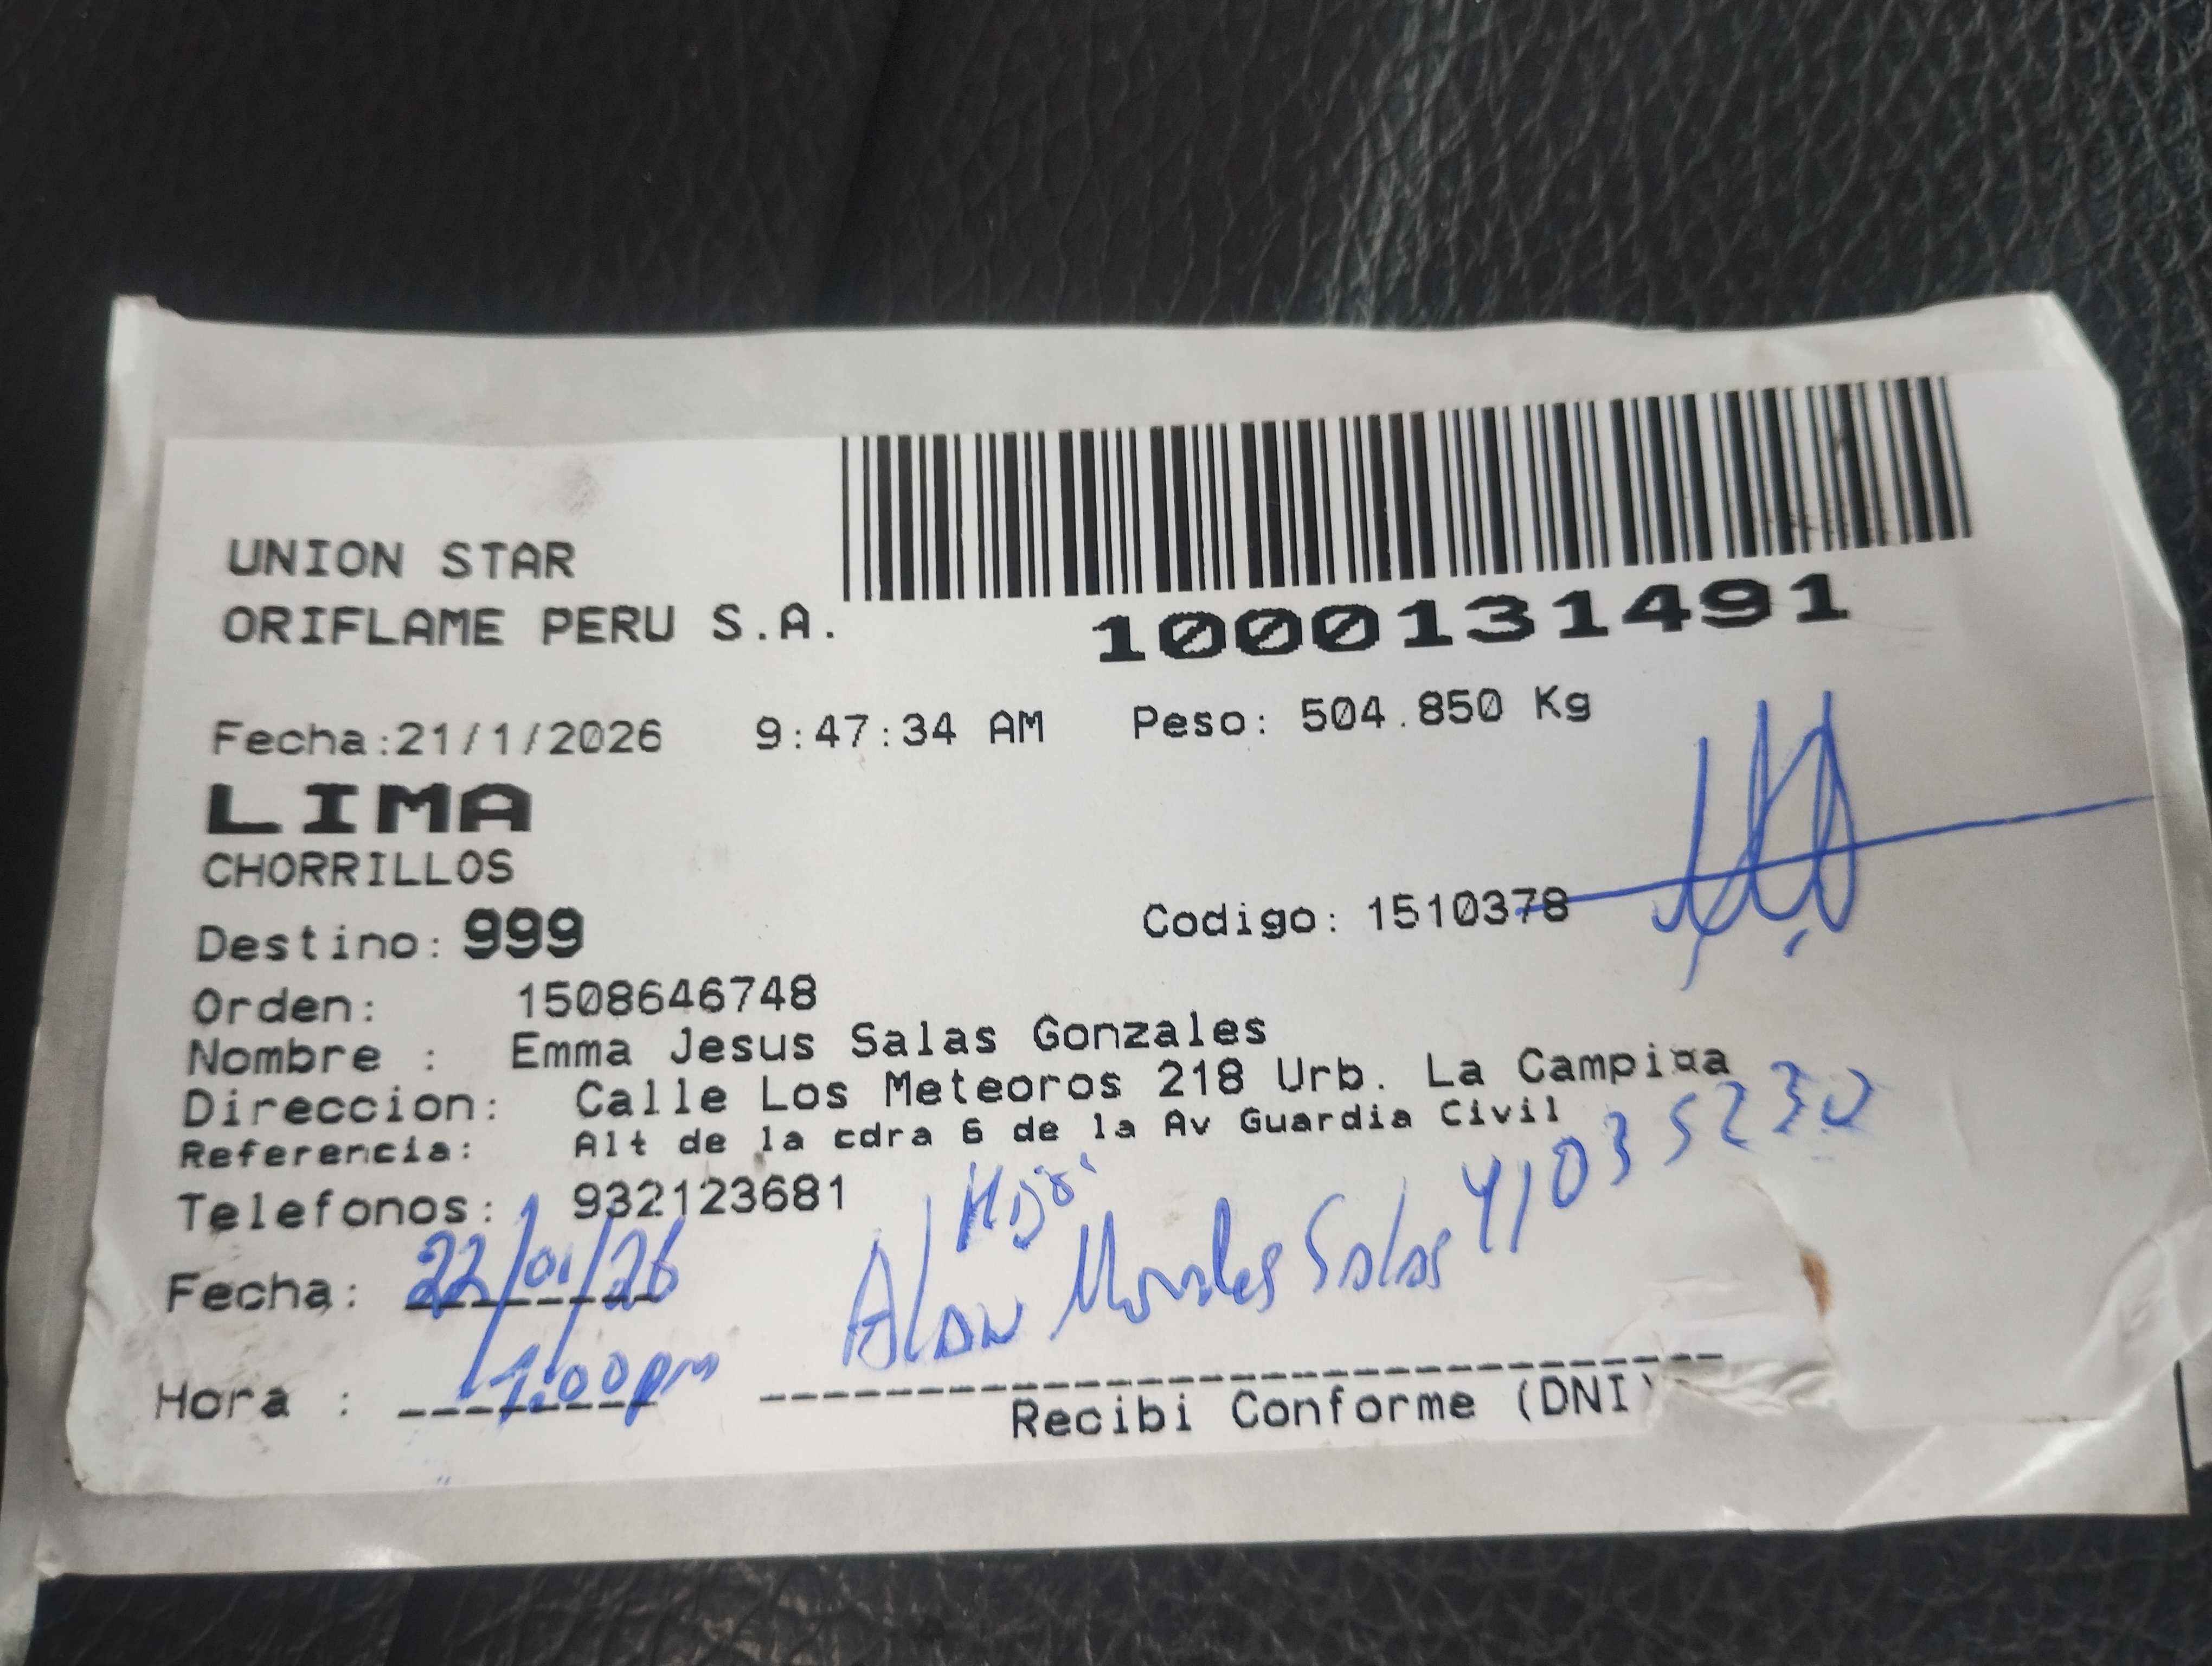 UNION STAR
ORIFLAME PERU S.A.
1000131491
Fecha:21/1/2026 9:47:34 AM Peso: 504.850 Kg
LIMA
CHORRILLOS
Destino: 999 Codigo: 1510378
Orden: 1508646748
Nombre : Emma Jesus Salas Gonzales
Direccion: Calle Los Meteoros 218 Urb. La Campi¤a
Referencia: Alt de la cdra 6 de la Av Guardia Civil
Telefonos: 932123681
Hijo
Alan Morales Salas 41035230
Fecha: 22/01/26
Hora : 1:00pm
Recibi Conforme (DNI)